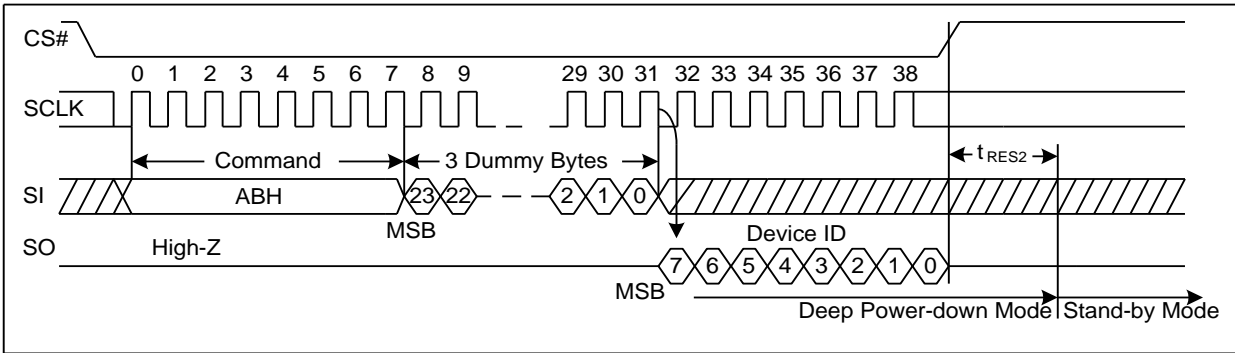 CS#
0 1 2 3 4 5 6 7 8 9 29 30 31 32 33 34 35 36 37 38
SCLK
Command 3 Dummy Bytes tRES2
SI ABH 23 22 2 1 0
MSB
SO High-Z Device ID
7 6 5 4 3 2 1 0
MSB
Deep Power-down Mode Stand-by Mode